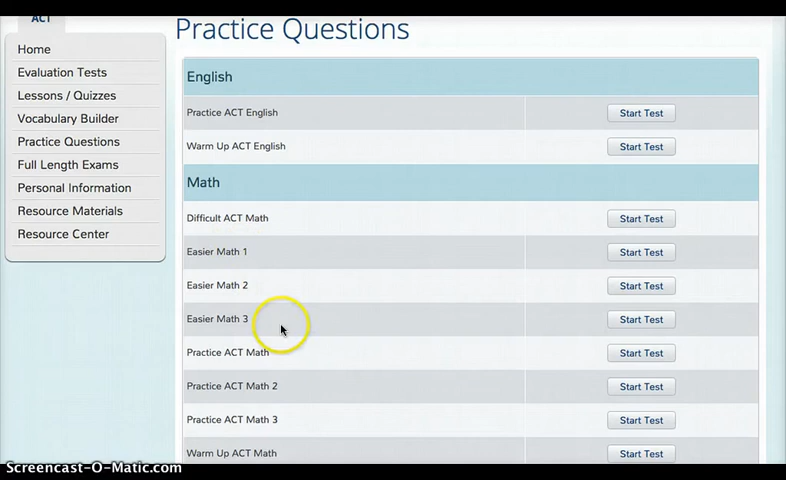 ACT
Practice Questions
Home
Evaluation Tests
Lessons / Quizzes
Vocabulary Builder
Practice Questions
Full Length Exams
Personal Information
Resource Materials
Resource Center
English
Practice ACT English Start Test
Warm Up ACT English Start Test
Math
Difficult ACT Math Start Test
Easier Math 1 Start Test
Easier Math 2 Start Test
Easier Math 3 Start Test
Practice ACT Math Start Test
Practice ACT Math 2 Start Test
Practice ACT Math 3 Start Test
Warm Up ACT Math Start Test
Screencast-O-Matic.com